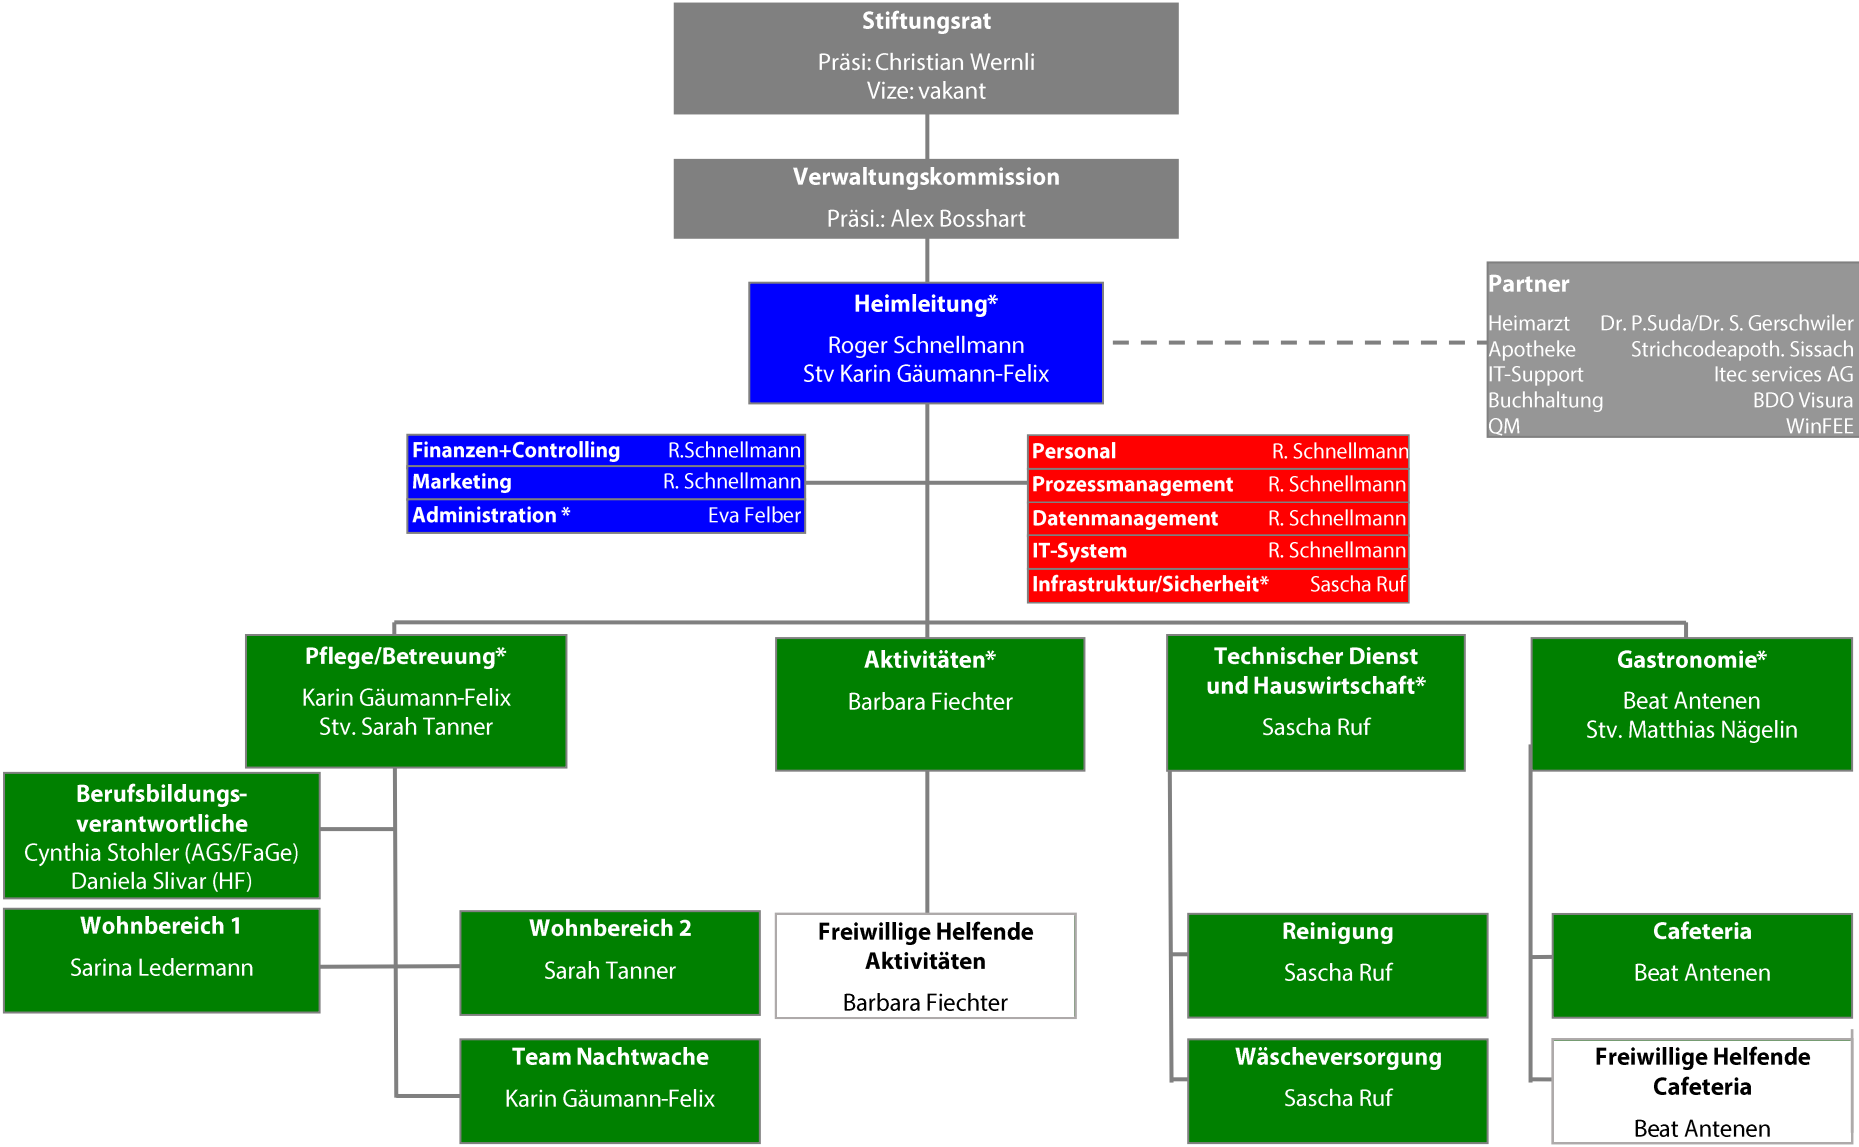 Stiftungsrat
Präsi: Christian Wernli
Vize: vakant
Verwaltungskommission
Präsi.: Alex Bosshart
Heimleitung*
Roger Schnellmann
Stv Karin Gäumann-Felix
Partner
Heimarzt Dr. P.Suda/Dr. S. Gerschwiler
Apotheke Strichcodeapoth. Sissach
IT-Support Itec services AG
Buchhaltung BDO Visura
QM WinFEE
Finanzen+Controlling R.Schnellmann
Marketing R. Schnellmann
Administration * Eva Felber
Personal R. Schnellmann
Prozessmanagement R. Schnellmann
Datenmanagement R. Schnellmann
IT-System R. Schnellmann
Infrastruktur/Sicherheit* Sascha Ruf
Pflege/Betreuung*
Karin Gäumann-Felix
Stv. Sarah Tanner
Aktivitäten*
Barbara Fiechter
Technischer Dienst
und Hauswirtschaft*
Sascha Ruf
Gastronomie*
Beat Antenen
Stv. Matthias Nägelin
Berufsbildungs-
verantwortliche
Cynthia Stohler (AGS/FaGe)
Daniela Slivar (HF)
Wohnbereich 1
Sarina Ledermann
Wohnbereich 2
Sarah Tanner
Freiwillige Helfende
Aktivitäten
Barbara Fiechter
Reinigung
Sascha Ruf
Cafeteria
Beat Antenen
Team Nachtwache
Karin Gäumann-Felix
Wäscheversorgung
Sascha Ruf
Freiwillige Helfende
Cafeteria
Beat Antenen